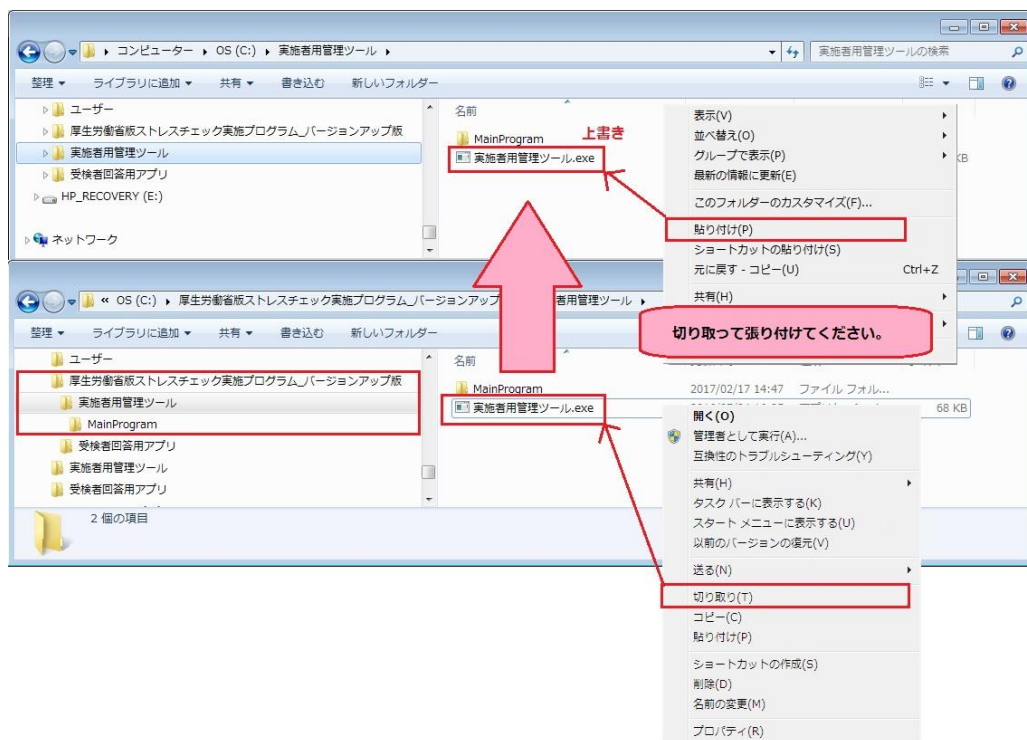 コンピューター ▸ OS (C:) ▸ 実施者用管理ツール ▸
実施者用管理ツールの検索
整理 ライブラリに追加 共有 書き込む 新しいフォルダー
ユーザー
厚生労働省版ストレスチェック実施プログラム_バージョンアップ版
実施者用管理ツール
受検者回答用アプリ
HP_RECOVERY (E:)
ネットワーク
名前
MainProgram
上書き
実施者用管理ツール.exe
KB
表示(V)
並べ替え(O)
グループで表示(P)
最新の情報に更新(E)
このフォルダーのカスタマイズ(F)...
貼り付け(P)
ショートカットの貼り付け(S)
元に戻す - コピー(U) Ctrl+Z
共有(H)
切り取って張り付けてください。
« OS (C:) ▸ 厚生労働省版ストレスチェック実施プログラム_バージョンアップ
者用管理ツール ▸
整理 ライブラリに追加 共有 書き込む 新しいフォルダー
ユーザー
厚生労働省版ストレスチェック実施プログラム_バージョンアップ版
実施者用管理ツール
MainProgram
受検者回答用アプリ
実施者用管理ツール
受検者回答用アプリ
2 個の項目
名前
MainProgram 2017/02/17 14:47 ファイル フォル...
実施者用管理ツール.exe
68 KB
開く(O)
管理者として実行(A)...
互換性のトラブルシューティング(Y)
共有(H)
タスク バーに表示する(K)
スタート メニューに表示する(U)
以前のバージョンの復元(V)
送る(N)
切り取り(T)
コピー(C)
貼り付け(P)
ショートカットの作成(S)
削除(D)
名前の変更(M)
プロパティ(R)